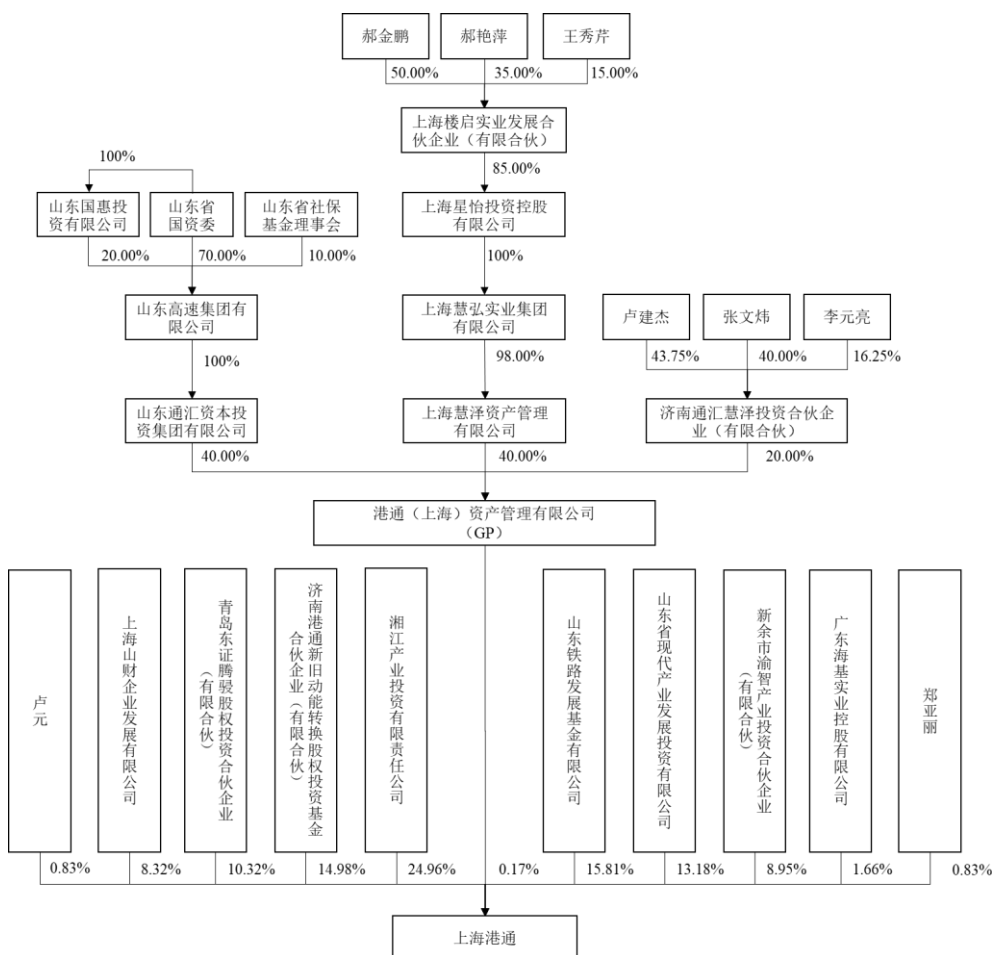 郝金鹏
郝艳萍
王秀芹
50.00%
35.00%
15.00%
上海楼启实业发展合
伙企业（有限合伙）
85.00%
100%
山东国惠投
资有限公司
山东省
国资委
山东省社保
基金理事会
上海星怡投资控股
有限公司
20.00%
70.00%
10.00%
100%
山东高速集团有
限公司
上海慧弘实业集团
有限公司
卢建杰
张文炜
李元亮
100%
98.00%
43.75%
40.00%
16.25%
山东通汇资本投
资集团有限公司
上海慧泽资产管理
有限公司
济南通汇慧泽投资合伙企
业（有限合伙）
40.00%
40.00%
20.00%
港通（上海）资产管理有限公司
（GP）
卢元
上海山财企业发展有限公司
青岛东证腾骎股权投资合伙企业
（有限合伙）
济南港通新旧动能转换股权投资基金
合伙企业（有限合伙）
湘江产业投资有限责任公司
山东铁路发展基金有限公司
山东省现代产业发展投资有限公司
新余市渝智产业投资合伙企业
（有限合伙）
广东海基实业控股有限公司
郑亚丽
0.83%
8.32%
10.32%
14.98%
24.96%
0.17%
15.81%
13.18%
8.95%
1.66%
0.83%
上海港通